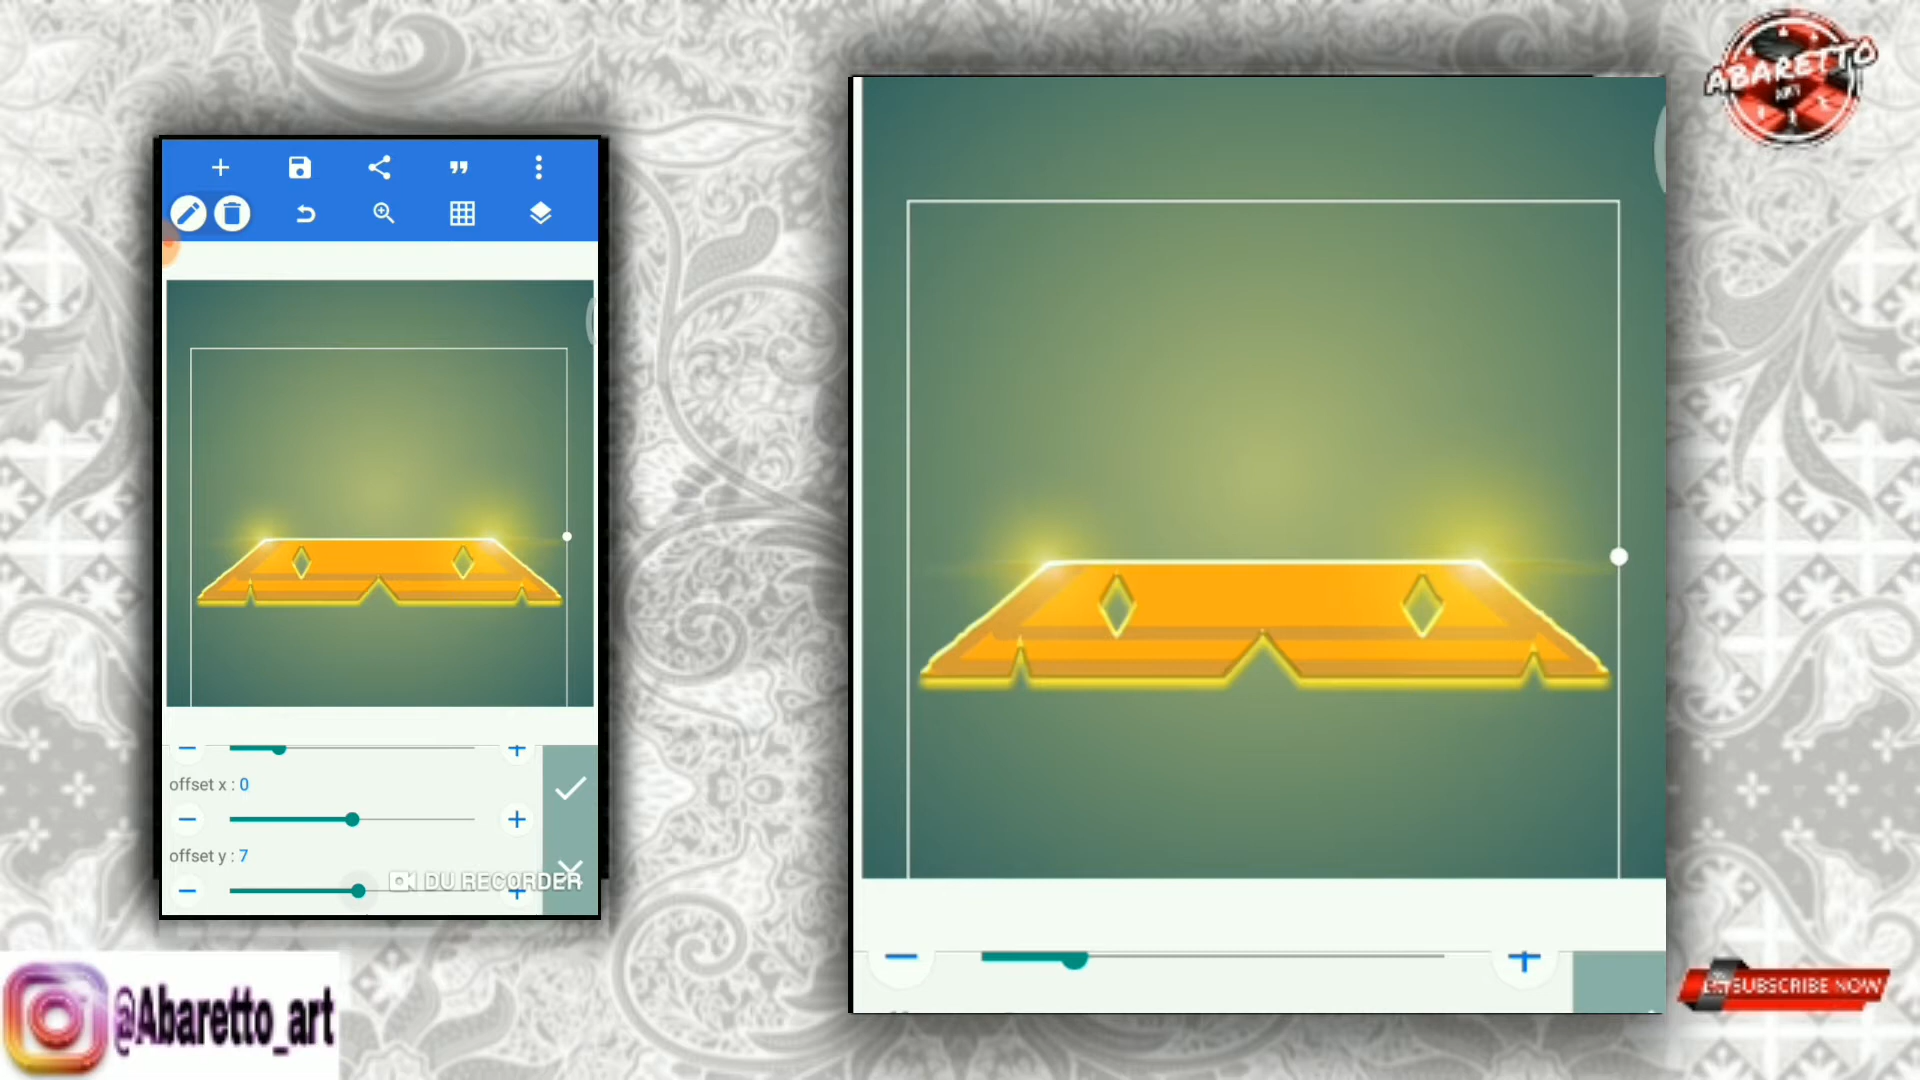 ABARETTO
ART
offset x : 0
offset y : 7
DU RECORDER
@Abaretto_art
SUBSCRIBE NOW